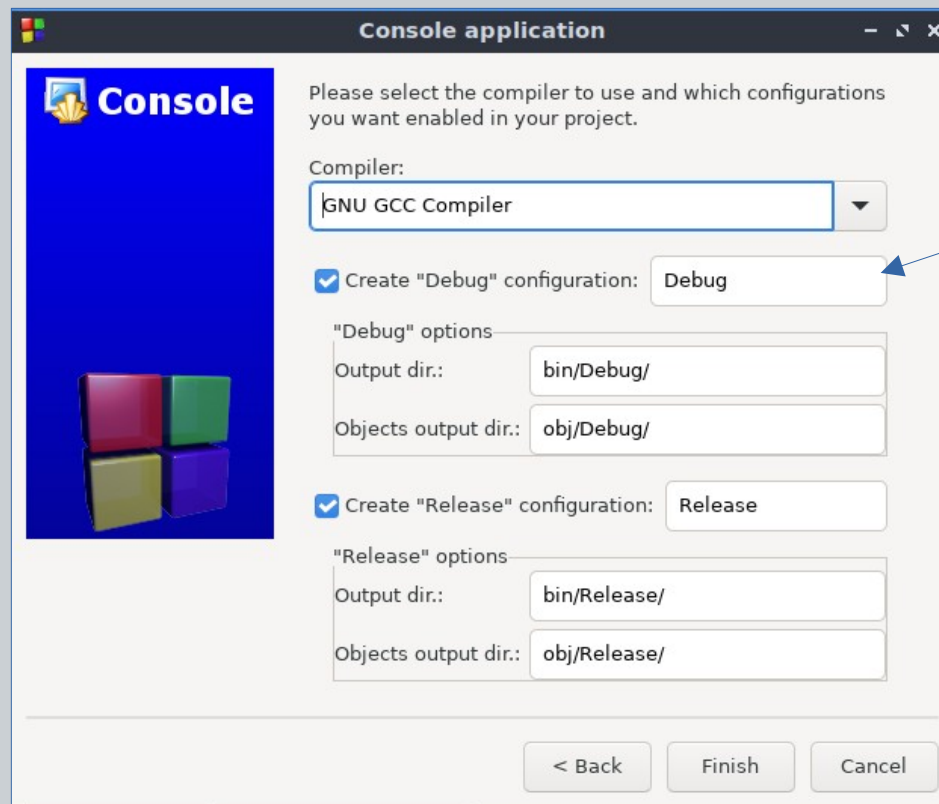 Console application
Console
Please select the compiler to use and which configurations
you want enabled in your project.
Compiler:
GNU GCC Compiler
Create "Debug" configuration: Debug
"Debug" options
Output dir.: bin/Debug/
Objects output dir.: obj/Debug/
Create "Release" configuration: Release
"Release" options
Output dir.: bin/Release/
Objects output dir.: obj/Release/
< Back Finish Cancel